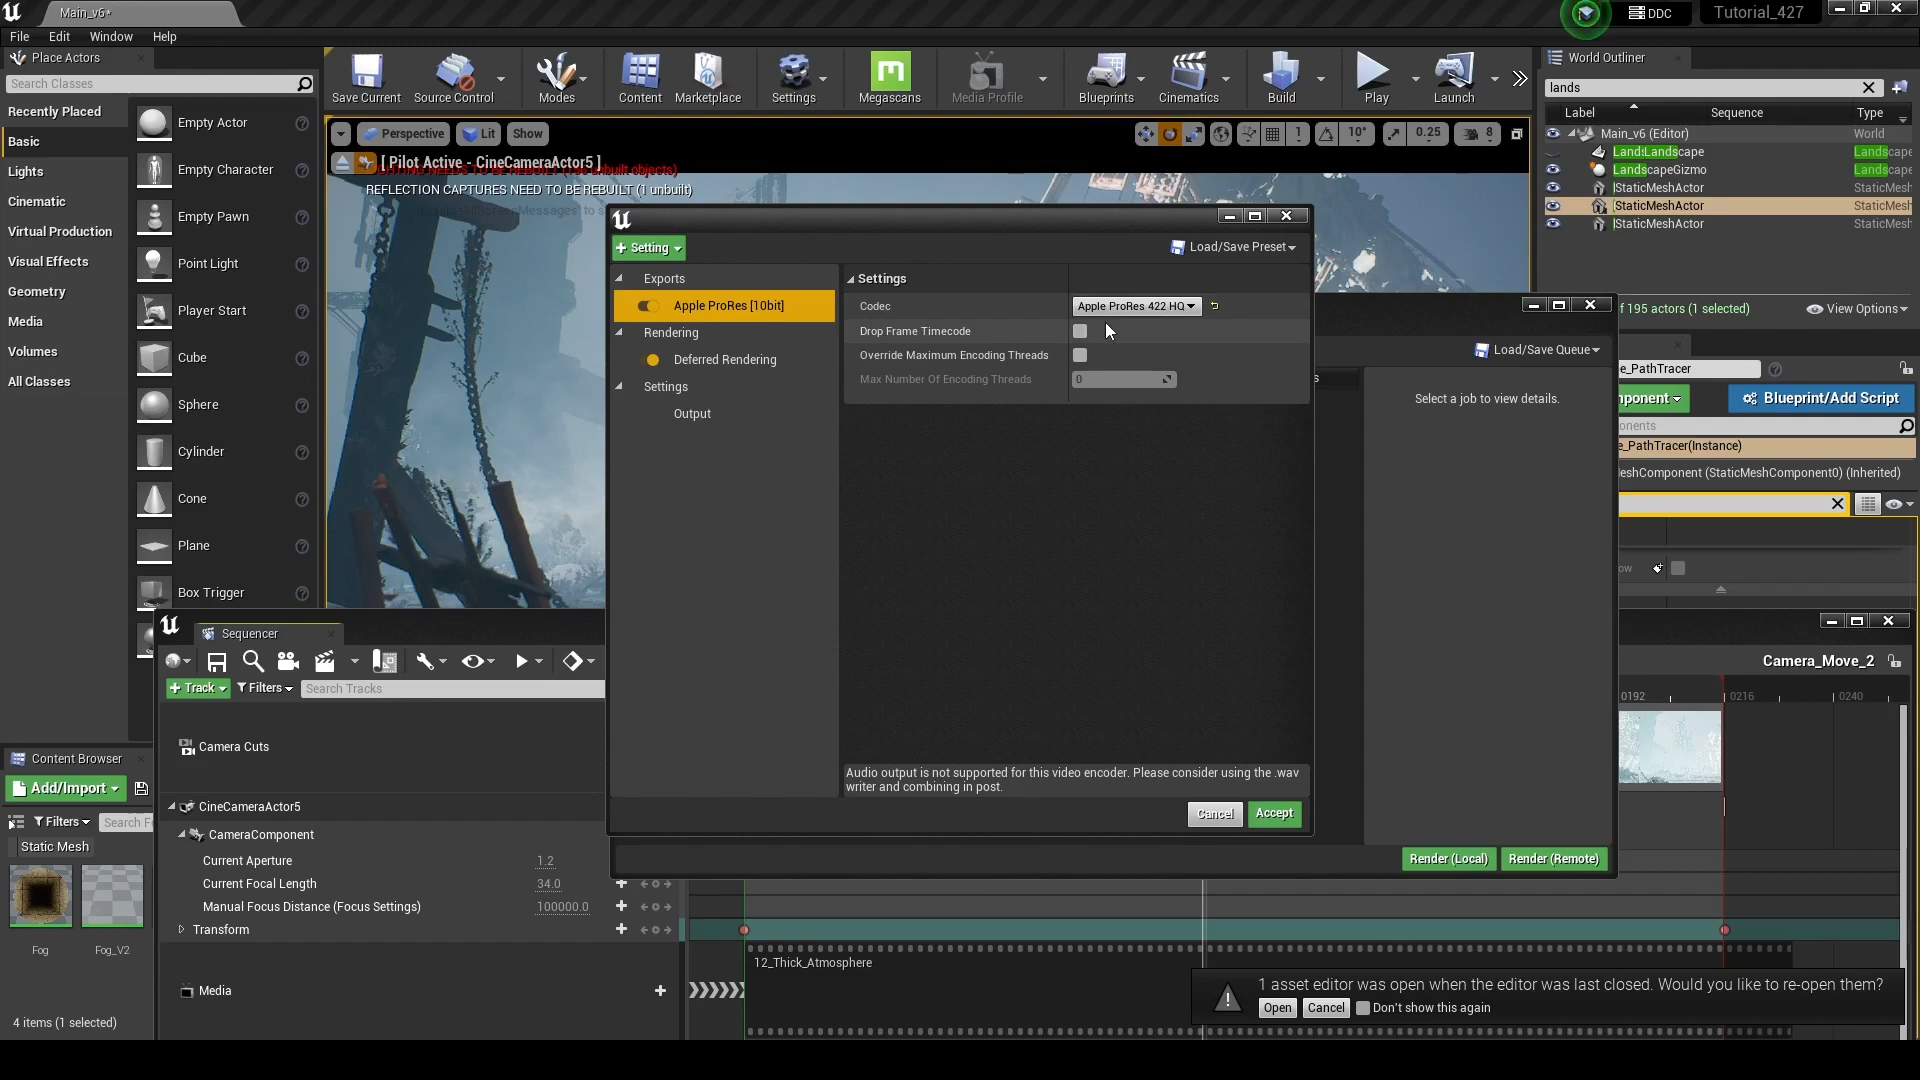 Main_v6*
DDC
Tutorial_427
File
Edit
Window
Help
Place Actors
Search Classes
Recently Placed
Basic
Lights
Cinematic
Virtual Production
Visual Effects
Geometry
Media
Volumes
All Classes
Empty Actor
Empty Character
Empty Pawn
Point Light
Player Start
Cube
Sphere
Cylinder
Cone
Plane
Box Trigger
Save Current
Source Control
Modes
Content
Marketplace
Settings
Megascans
Media Profile
Blueprints
Cinematics
Build
Play
Launch
Perspective
Lit
Show
1
10°
0.25
8
[ Pilot Active - CineCameraActor5 ]
REFLECTION CAPTURES NEED TO BE REBUILT (1 unbuilt)
World Outliner
lands
Label
Sequence
Type
Main_v6 (Editor)
World
Landscape
Landscape
LandscapeGizmo
Landscape
StaticMeshActor
StaticMesh
StaticMeshActor
StaticMesh
StaticMeshActor
StaticMesh
f 195 actors (1 selected)
View Options
e_PathTracer
ponent
Blueprint/Add Script
onents
e_PathTracer(Instance)
MeshComponent (StaticMeshComponent0) (Inherited)
ow
Setting
Load/Save Preset
Exports
Apple ProRes [10bit]
Rendering
Deferred Rendering
Settings
Output
Settings
Codec
Apple ProRes 422 HQ
Drop Frame Timecode
Override Maximum Encoding Threads
Max Number Of Encoding Threads
0
Audio output is not supported for this video encoder. Please consider using the .wav
writer and combining in post.
Cancel
Accept
Load/Save Queue
s
Select a job to view details.
Render (Local)
Render (Remote)
Sequencer
Track
Filters
Search Tracks
Camera Cuts
CineCameraActor5
CameraComponent
Current Aperture
1.2
Current Focal Length
34.0
Manual Focus Distance (Focus Settings)
100000.0
Transform
Media
12_Thick_Atmosphere
Camera_Move_2
0192
0216
0240
Content Browser
Add/Import
Filters
Search F
Static Mesh
Fog
Fog_V2
4 items (1 selected)
1 asset editor was open when the editor was last closed. Would you like to re-open them?
Open
Cancel
Don't show this again